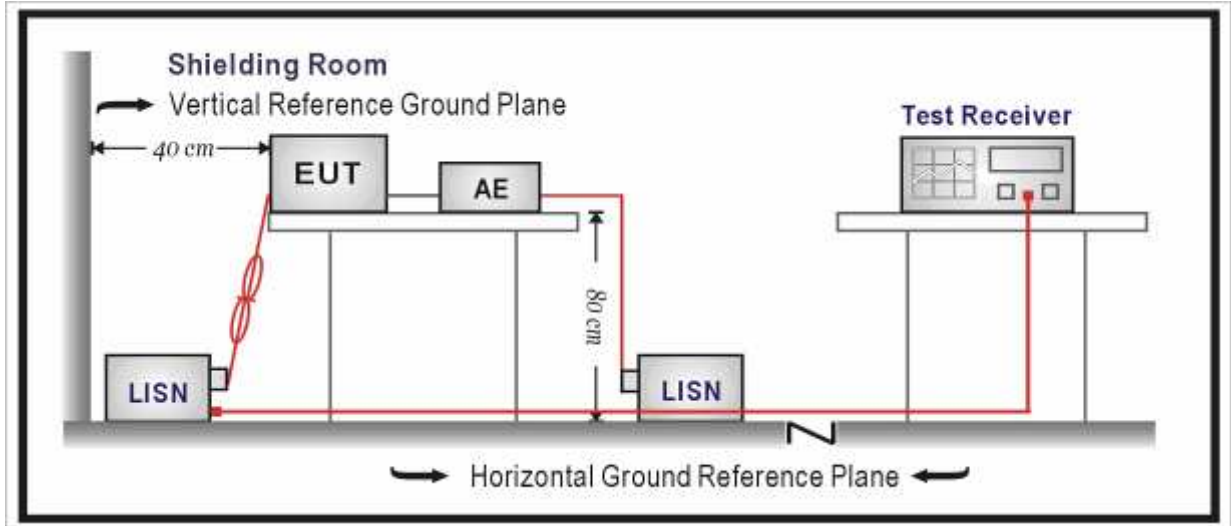 Shielding Room
Vertical Reference Ground Plane
Test Receiver
40 cm
EUT
AE
80 cm
LISN
LISN
Horizontal Ground Reference Plane